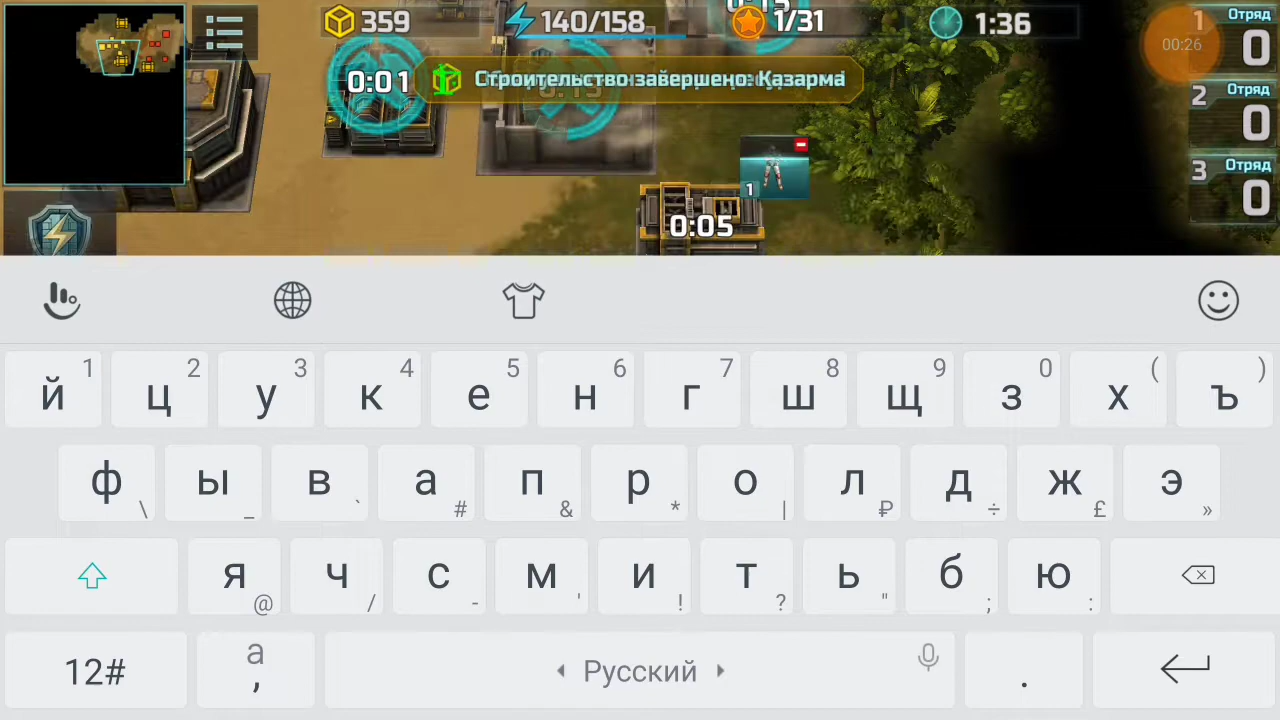 359
140/158
1/31
1:36
00:26
1 Отряд
0
0:01
Строительство завершено: Казарма
2 Отряд
0
3 Отряд
0
1
0:05
й 1 ц 2 у 3 к 4 е 5 н 6 г 7 ш 8 щ 9 з 0 х ( ъ )
ф \ ы _ в ` а # п & р * о | л ₽ д ÷ ж £ э »
я @ ч / с - м ' и ! т ? ь " б ; ю :
12# а , Русский .